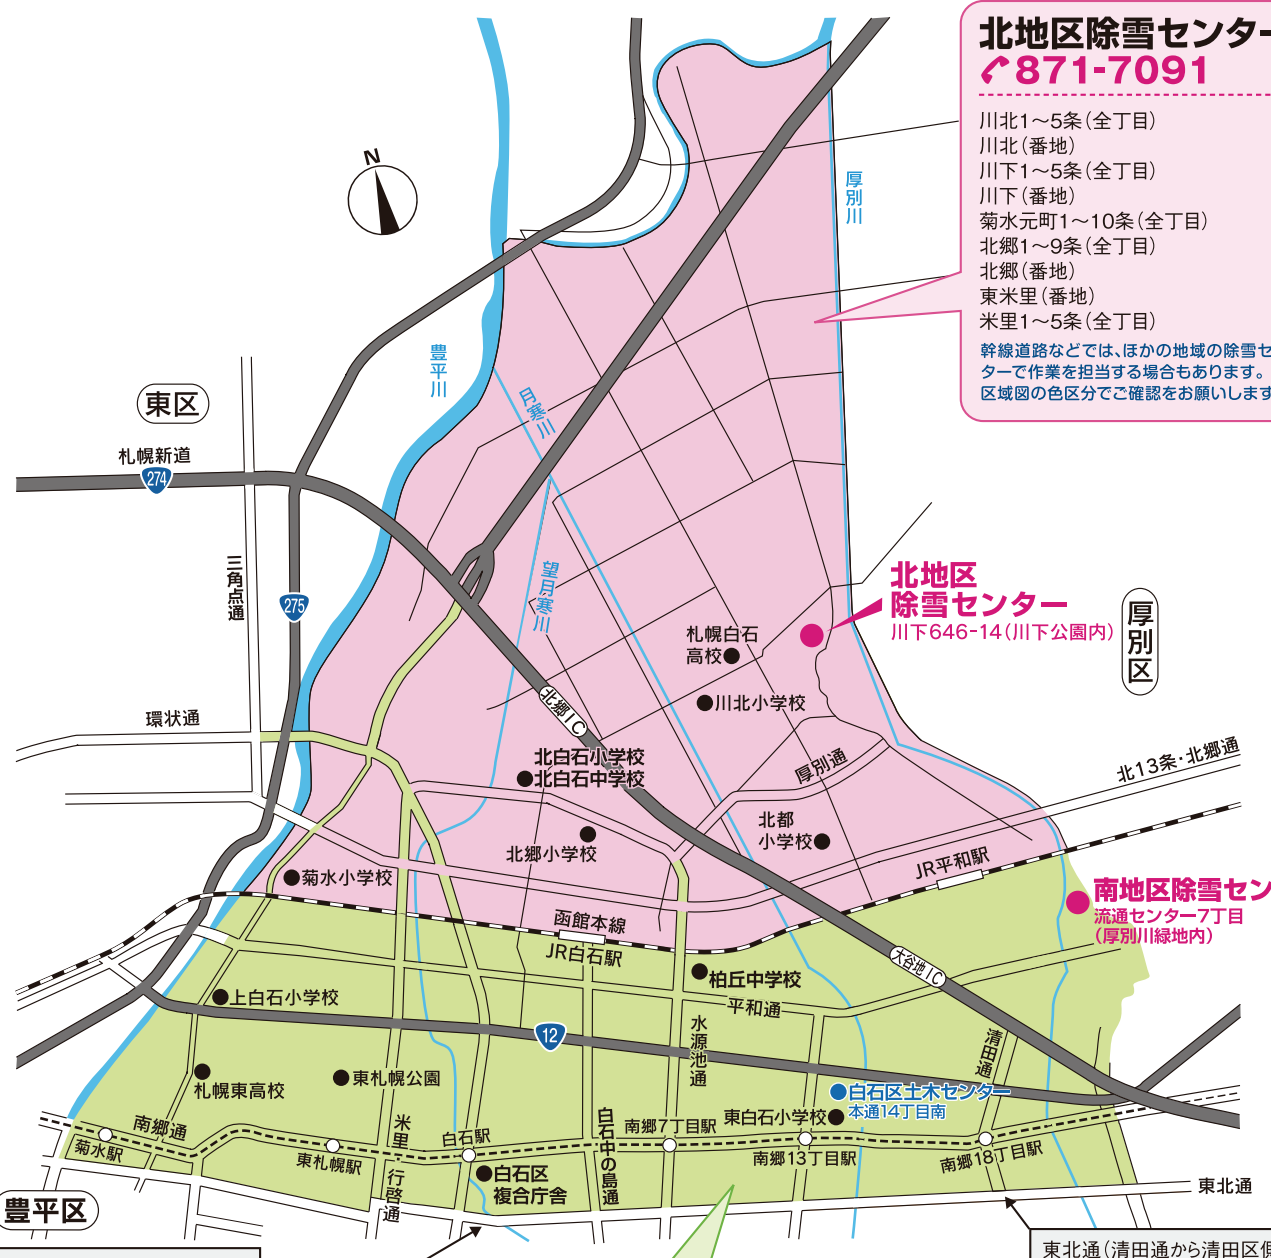 北地区除雪センター
871-7091
川北1～5条(全丁目)
川北(番地)
川下1～5条(全丁目)
川下(番地)
菊水元町1～10条(全丁目)
北郷1～9条(全丁目)
北郷(番地)
東米里(番地)
米里1～5条(全丁目)
幹線道路などでは、ほかの地域の除雪セ
ターで作業を担当する場合もあります。
区域図の色区分でご確認をお願いします
N
厚別川
豊平川
月寒川
東区
札幌新道
274
三角点通
275
望月寒川
北地区
除雪センター
川下646-14(川下公園内)
厚別区
札幌白石
高校
川北小学校
北郷IC
環状通
北白石小学校
北白石中学校
厚別通
北13条・北郷通
北都
小学校
北郷小学校
菊水小学校
JR平和駅
函館本線
JR白石駅
南地区除雪セン
流通センター7丁目
(厚別川緑地内)
大谷地IC
柏丘中学校
上白石小学校
平和通
水源池通
12
清田通
札幌東高校
東札幌公園
白石区土木センター
本通14丁目南
東白石小学校
南郷通
菊水駅
東札幌駅
米里
行啓通
白石駅
白石中の島通
南郷7丁目駅
南郷13丁目駅
南郷18丁目駅
白石区
複合庁舎
豊平区
東北通
東北通(清田通から清田区